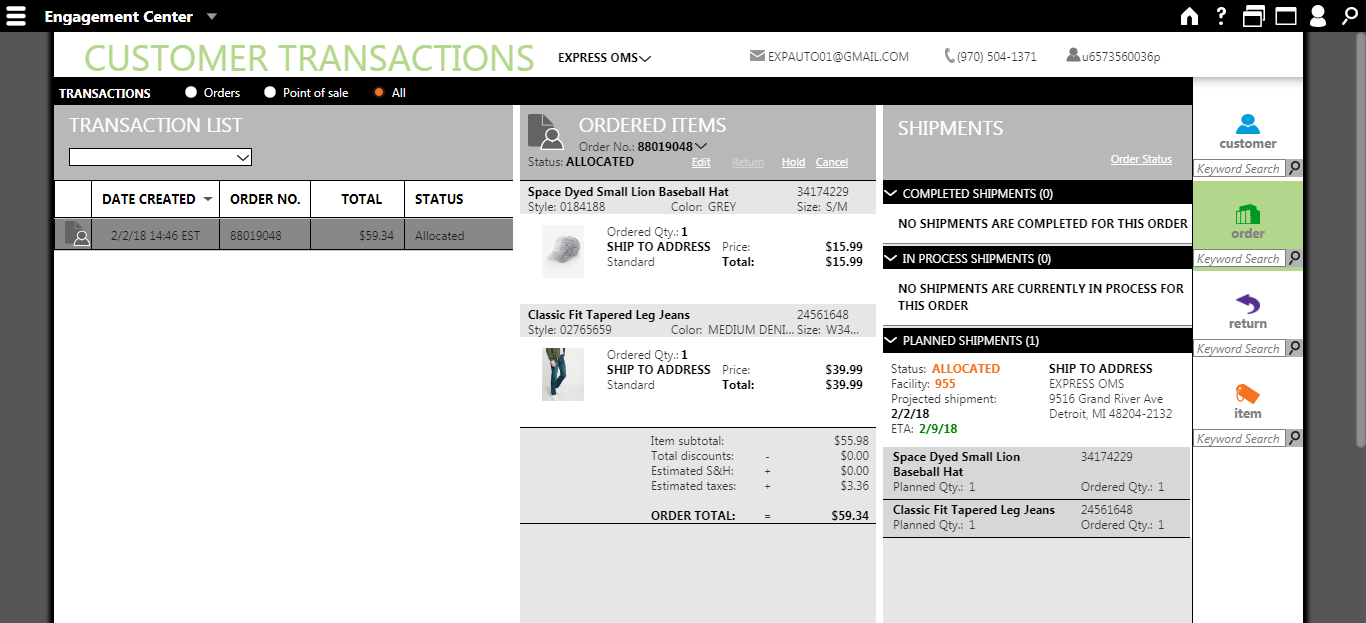 Engagement Center
CUSTOMER TRANSACTIONS
EXPRESS OMS
EXPAUTO01@GMAIL.COM
(970) 504-1371
u6573560036p
TRANSACTIONS
Orders
Point of sale
All
TRANSACTION LIST
DATE CREATED
ORDER NO.
TOTAL
STATUS
2/2/18 14:46 EST
88019048
$59.34
Allocated
ORDERED ITEMS
Order No.: 88019048
Status: ALLOCATED
Edit
Return
Hold
Cancel
Space Dyed Small Lion Baseball Hat
34174229
Style: 0184188
Color: GREY
Size: S/M
Ordered Qty.: 1
SHIP TO ADDRESS
Price:
$15.99
Standard
Total:
$15.99
Classic Fit Tapered Leg Jeans
24561648
Style: 02765659
Color: MEDIUM DENI...
Size: W34...
Ordered Qty.: 1
SHIP TO ADDRESS
Price:
$39.99
Standard
Total:
$39.99
Item subtotal:
$55.98
Total discounts:
-
$0.00
Estimated S&H:
+
$0.00
Estimated taxes:
+
$3.36
ORDER TOTAL:
=
$59.34
SHIPMENTS
Order Status
COMPLETED SHIPMENTS (0)
NO SHIPMENTS ARE COMPLETED FOR THIS ORDER
IN PROCESS SHIPMENTS (0)
NO SHIPMENTS ARE CURRENTLY IN PROCESS FOR
THIS ORDER
PLANNED SHIPMENTS (1)
Status: ALLOCATED
Facility: 955
Projected shipment:
2/2/18
ETA: 2/9/18
SHIP TO ADDRESS
EXPRESS OMS
9516 Grand River Ave
Detroit, MI 48204-2132
Space Dyed Small Lion
Baseball Hat
34174229
Planned Qty.: 1
Ordered Qty.: 1
Classic Fit Tapered Leg Jeans
24561648
Planned Qty.: 1
Ordered Qty.: 1
customer
Keyword Search
order
Keyword Search
return
Keyword Search
item
Keyword Search